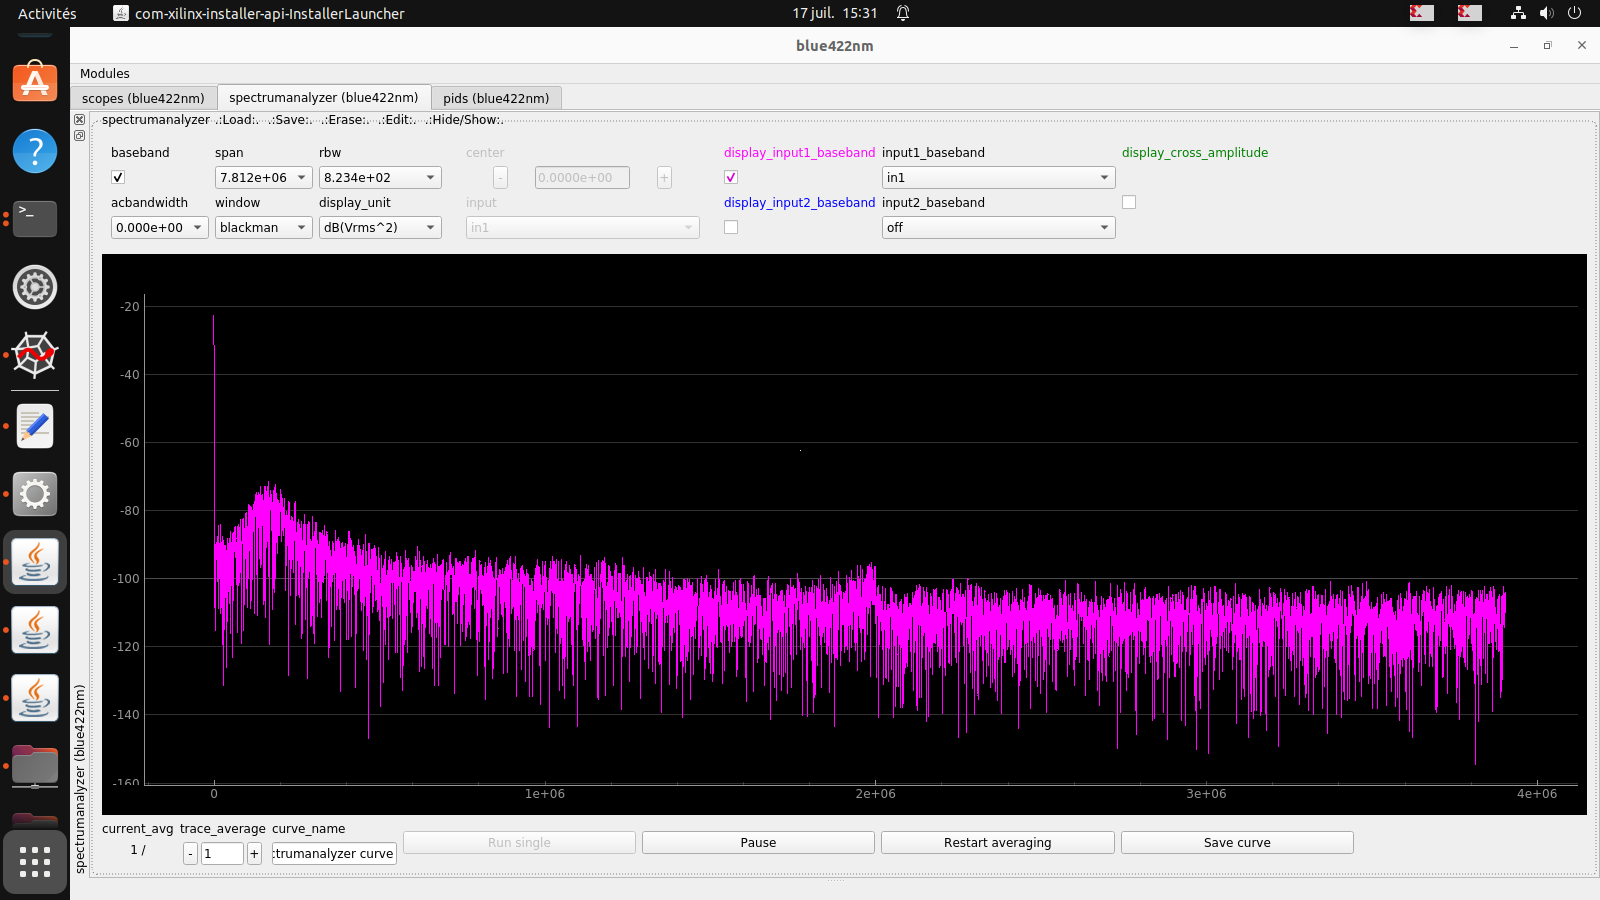 Activités com-xilinx-installer-api-InstallerLauncher 17 juil. 15:31
blue422nm
Modules
scopes (blue422nm) spectrumanalyzer (blue422nm) pids (blue422nm)
spectrumanalyzer .:Load:. .:Save:. .:Erase:. .:Edit:. .:Hide/Show:.
baseband span rbw center display_input1_baseband input1_baseband display_cross_amplitude
7.812e+06 8.234e+02 - 0.0000e+00 + in1
acbandwidth window display_unit input display_input2_baseband input2_baseband
0.000e+00 blackman dB(Vrms^2) in1 off
-20
-40
-60
-80
-100
-120
-140
-160
0 1e+06 2e+06 3e+06 4e+06
spectrumanalyzer (blue422nm)
current_avg trace_average curve_name
1 / - 1 + trumanalyzer curve Run single Pause Restart averaging Save curve